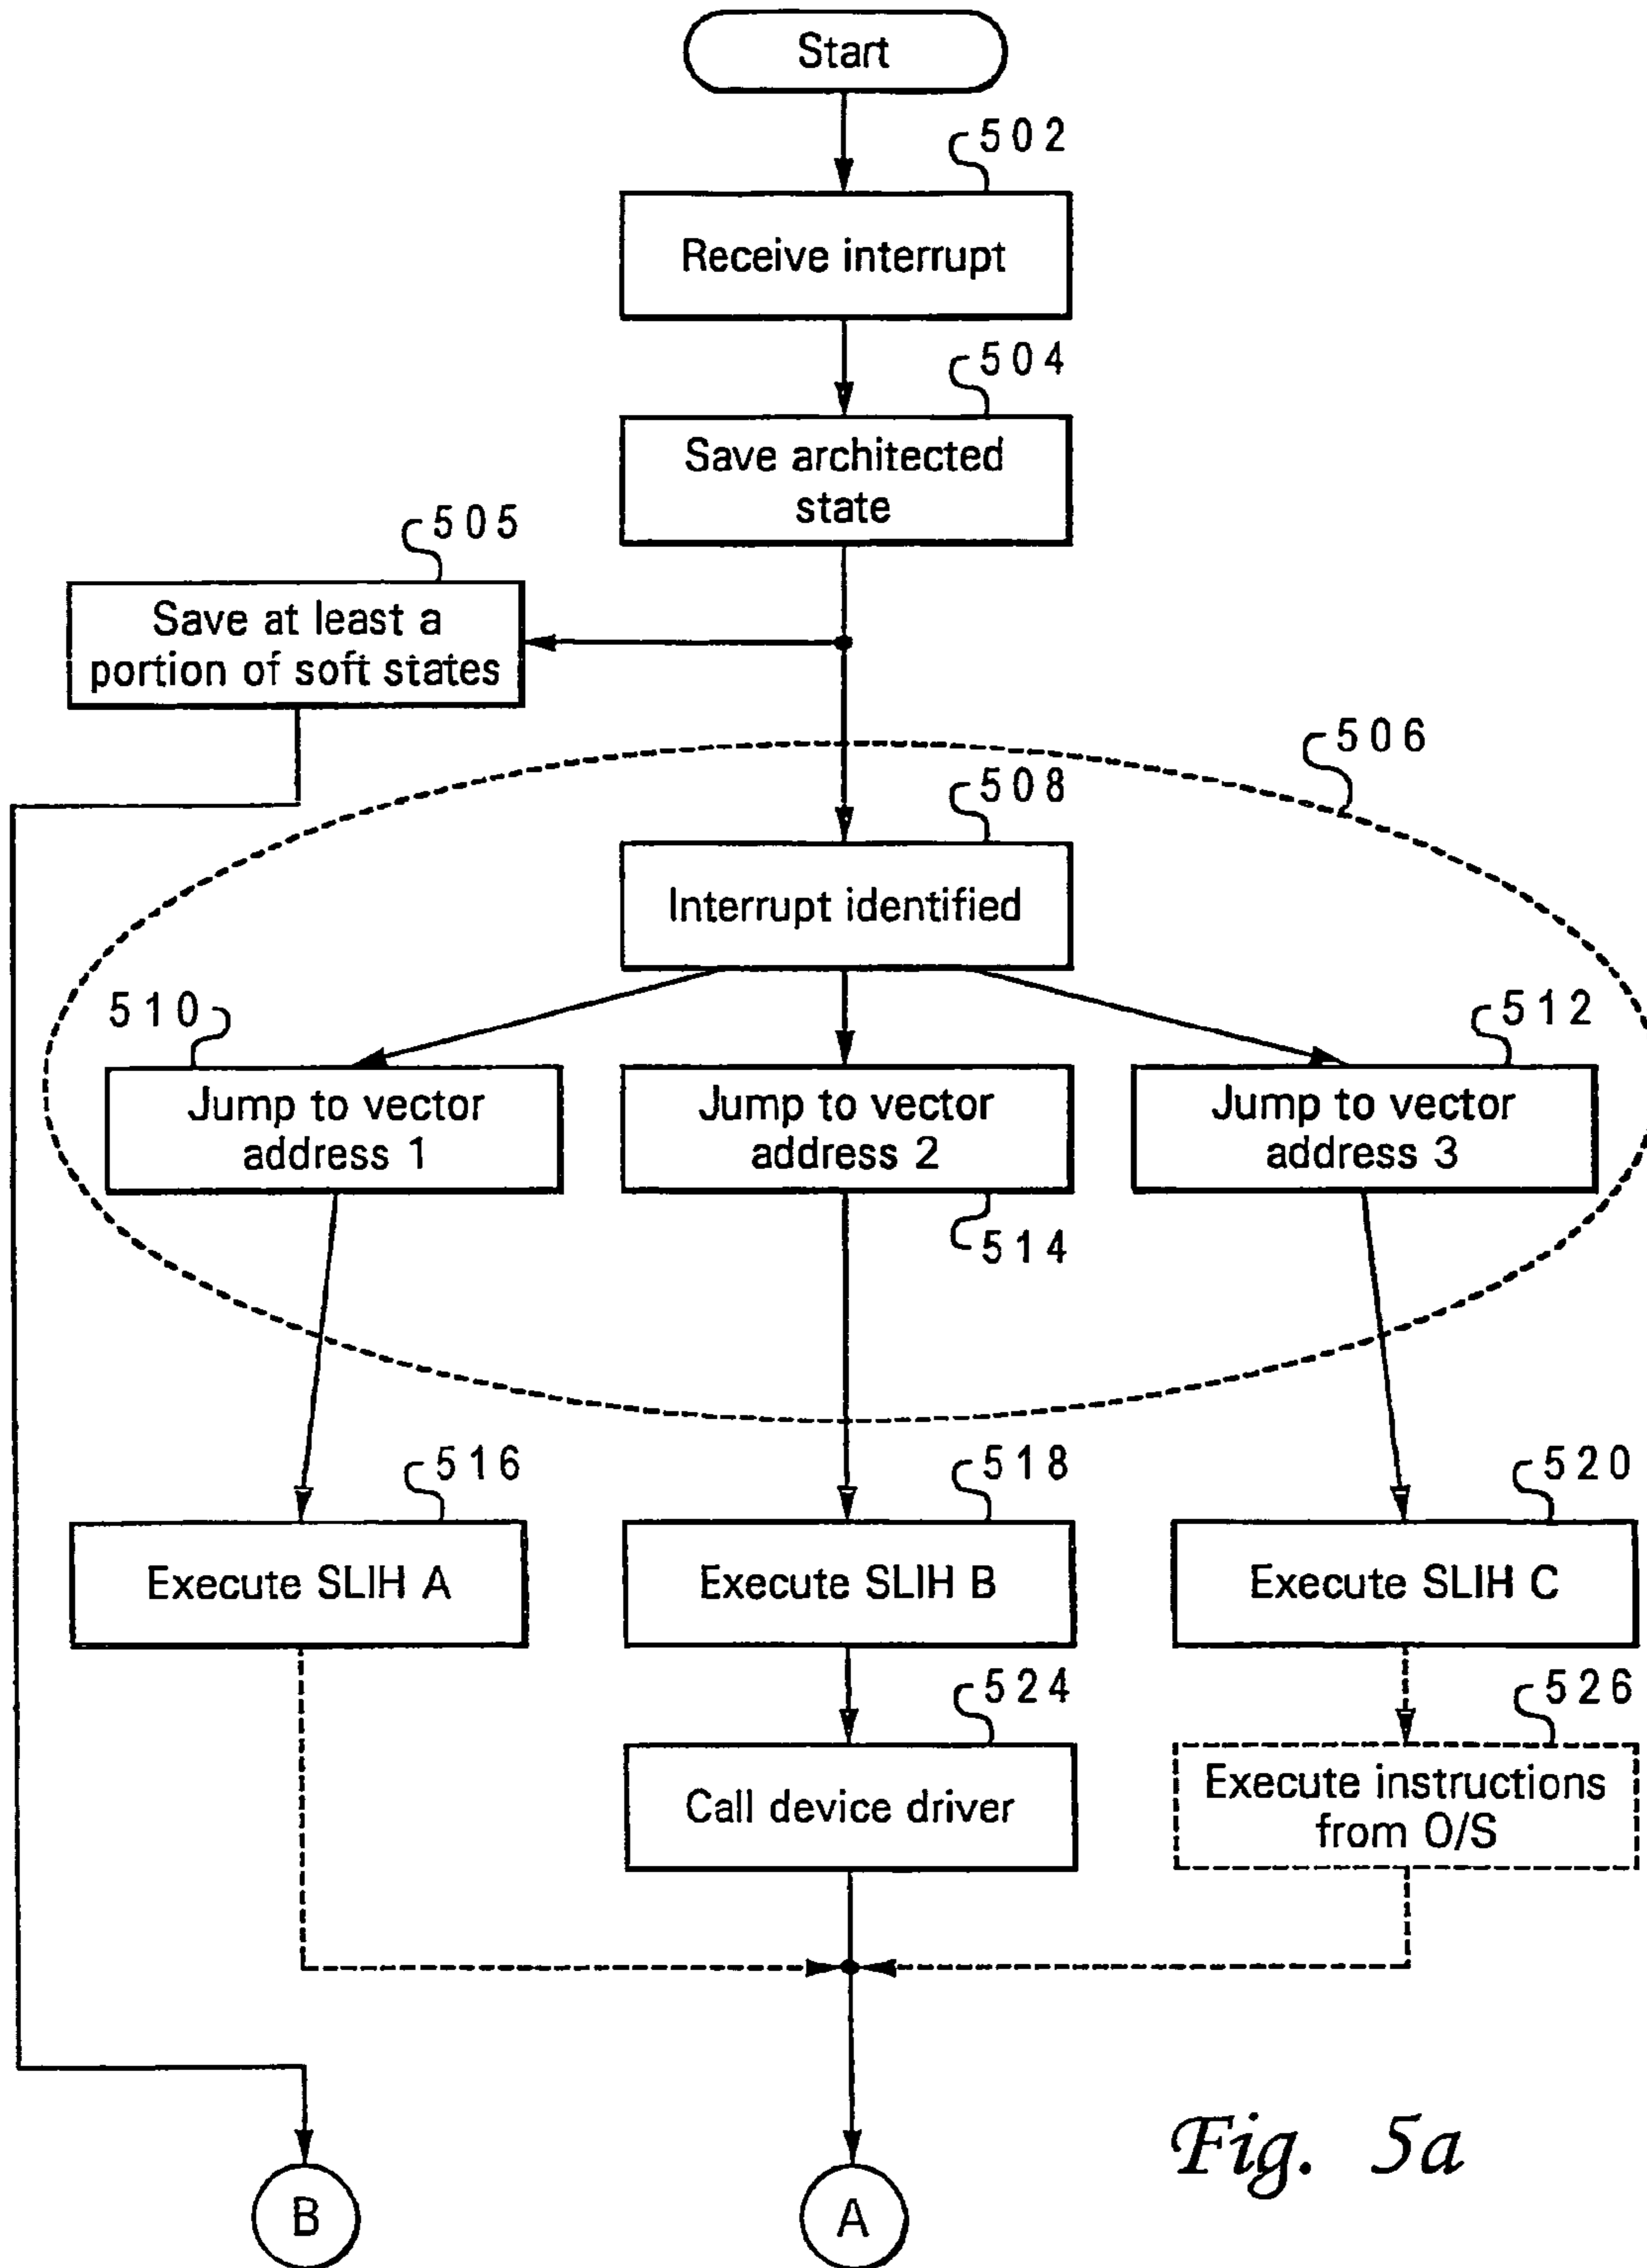 Start
502
Receive interrupt
504
Save architected
state
505
Save at least a
portion of soft states
506
508
Interrupt identified
510
512
Jump to vector
address 1
Jump to vector
address 2
Jump to vector
address 3
514
516
518
520
Execute SLIH A
Execute SLIH B
Execute SLIH C
524
526
Call device driver
Execute instructions
from O/S
B
A
Fig. 5a